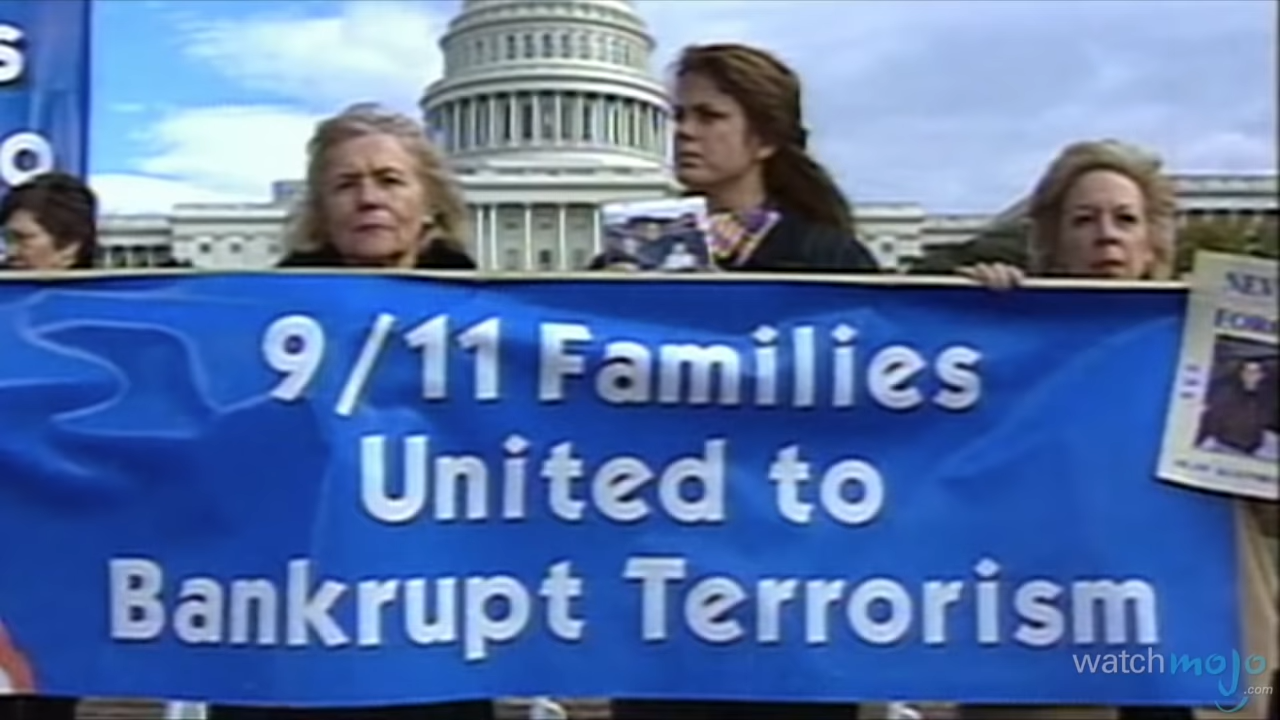 s
o
9/11 Families
United to
Bankrupt Terrorism
watchmojo
.com